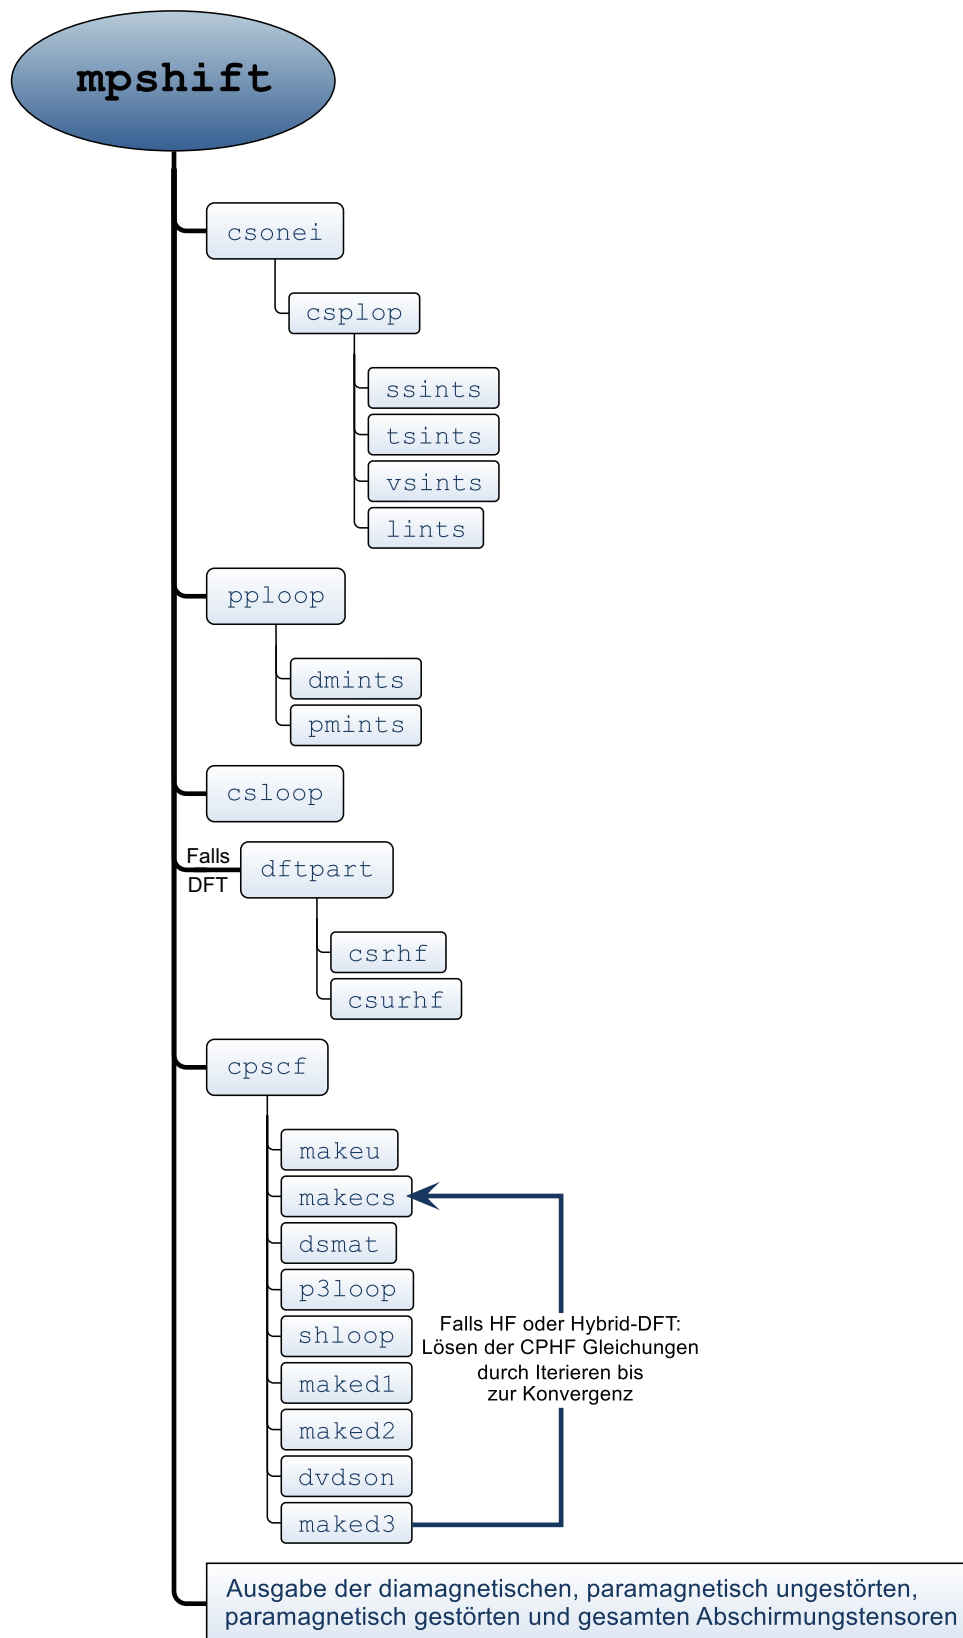 mpshift
csonei
csplop
ssints
tsints
vsints
lints
pploop
dmints
pmints
csloop
Falls
DFT
dftpart
csrhf
csurhf
cpscf
makeu
makecs
dsmat
p3loop
shloop
maked1
maked2
dvdson
maked3
Falls HF oder Hybrid-DFT:
Lösen der CPHF Gleichungen
durch Iterieren bis
zur Konvergenz
Ausgabe der diamagnetischen, paramagnetisch ungestörten,
paramagnetisch gestörten und gesamten Abschirmungstensoren